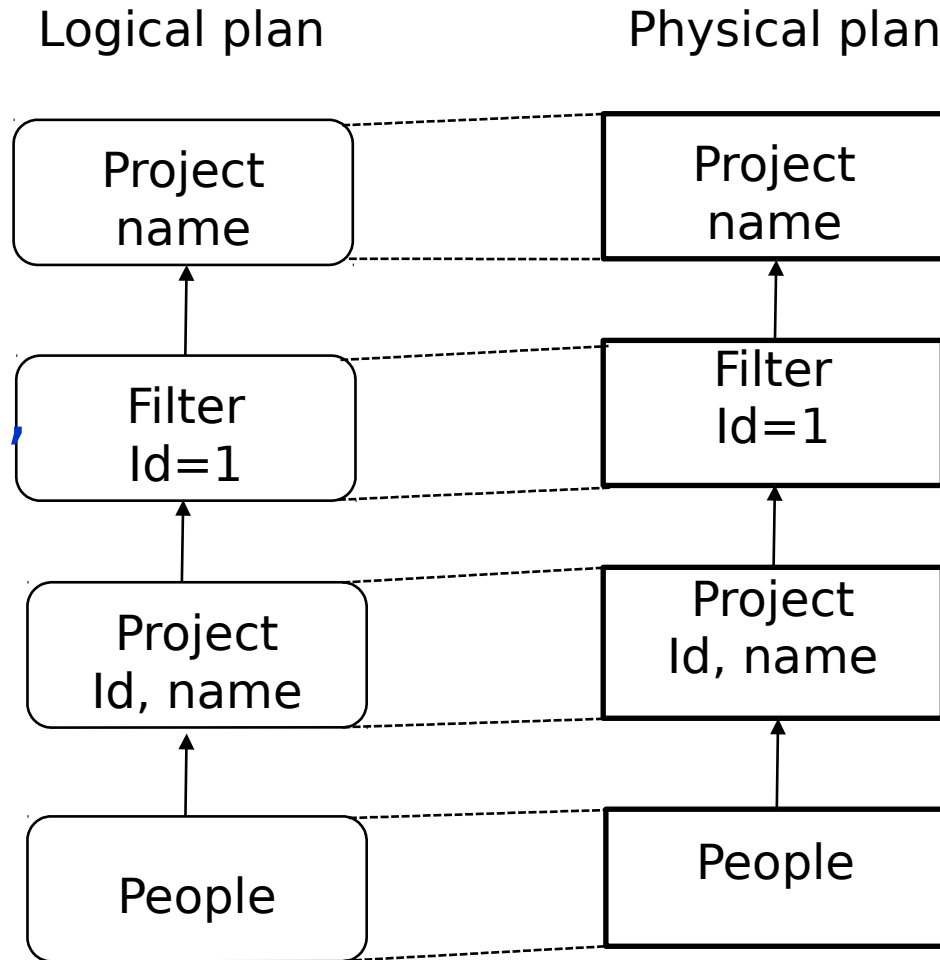 Logical plan
Physical plan
Project
name
Project
name
Filter
Id=1
,
Filter
Id=1
Project
Id, name
Project
Id, name
People
People